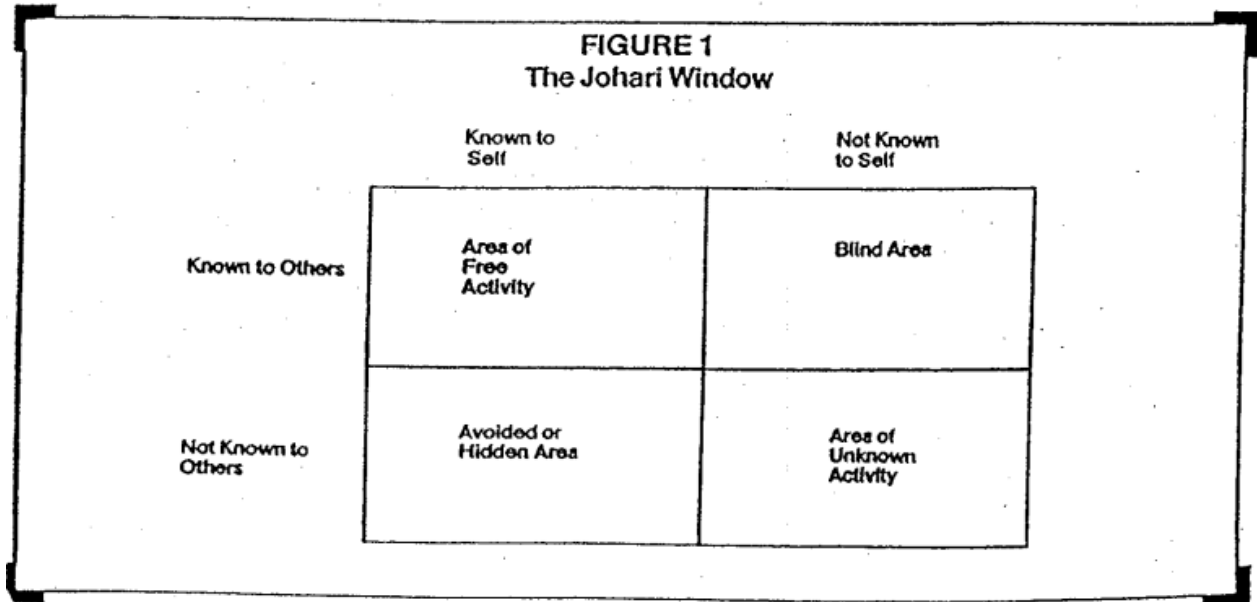 FIGURE 1
The Johari Window
Known to
Self
Not Known
to Self
Known to Others
Area of
Free
Activity
Blind Area
Not Known to
Others
Avoided or
Hidden Area
Area of
Unknown
Activity